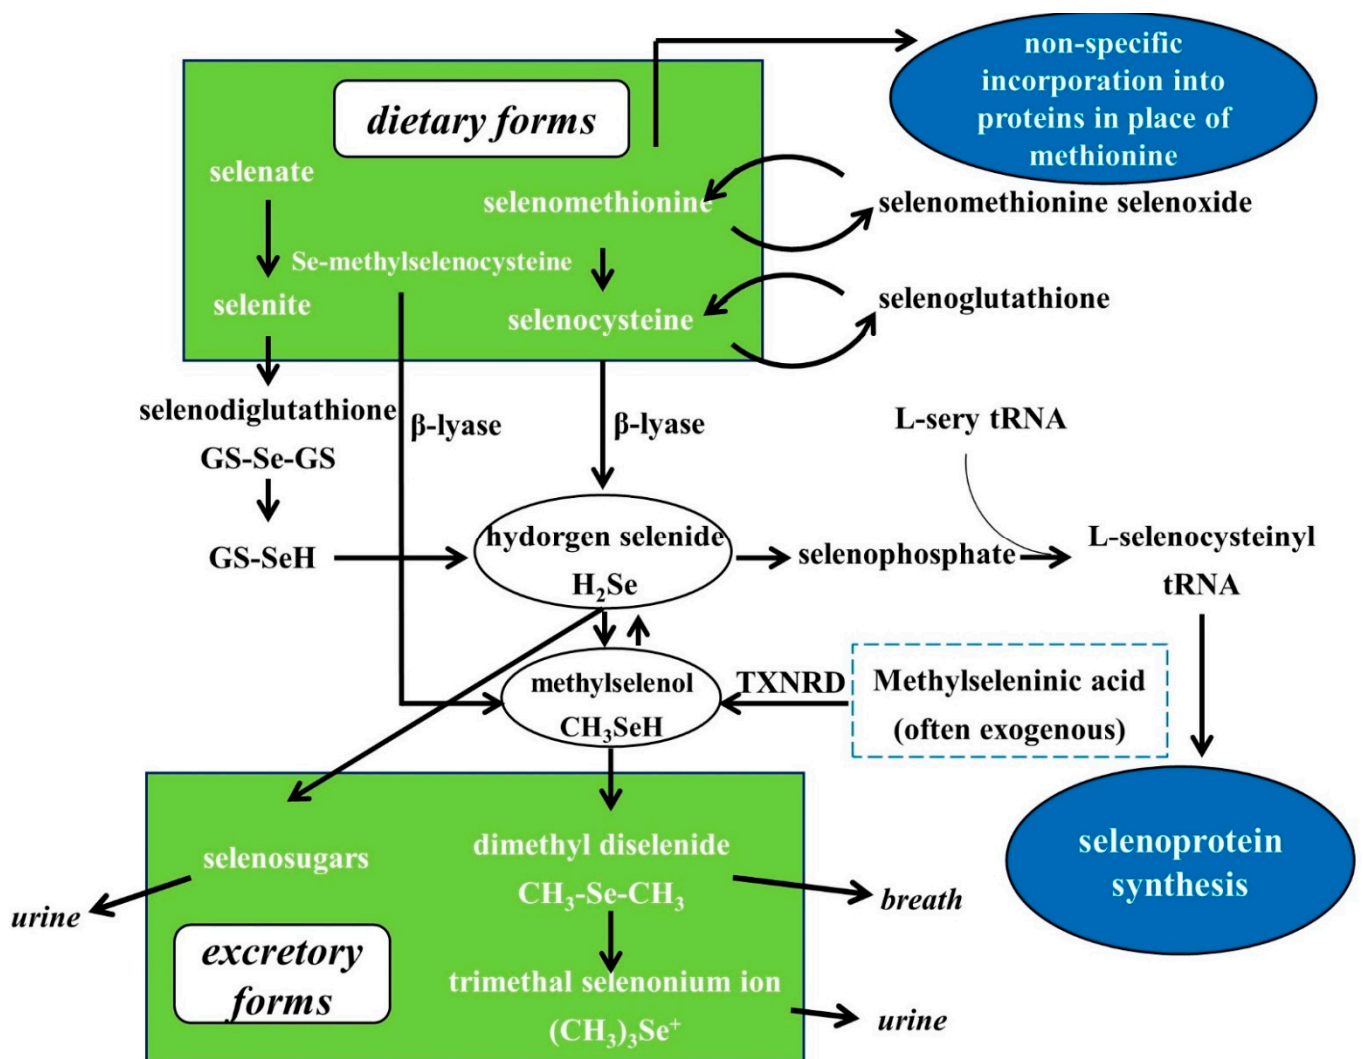 non-specific
incorporation into
proteins in place of
methionine
dietary forms
selenate
selenomethionine
selenomethionine selenoxide
Se-methylselenocysteine
selenite
selenocysteine
selenoglutathione
selenodiglutathione
GS-Se-GS
β-lyase
β-lyase
L-sery tRNA
GS-SeH
hydorgen selenide
H₂Se
selenophosphate
L-selenocysteinyl
tRNA
methylselenol
CH₃SeH
TXNRD
Methylseleninic acid
(often exogenous)
selenosugars
dimethyl diselenide
CH₃-Se-CH₃
selenoprotein
synthesis
urine
breath
excretory
forms
trimethal selenonium ion
(CH₃)₃Se⁺
urine